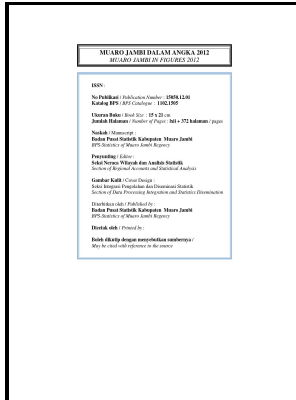 MUARO JAMBI DALAM ANGKA 2012
MUARO JAMBI IN FIGURES 2012
ISSN :
No Publikasi / Publication Number : 15050.12.01
Katalog BPS / BPS Catalogue : 1102.1505
Ukuran Buku / Book Size : 15 x 21 cm
Jumlah Halaman / Number of Pages : lxii + 372 halaman / pages
Naskah / Manuscript :
Badan Pusat Statistik Kabupaten Muaro Jambi
BPS-Statistics of Muaro Jambi Regency
Penyunting / Editor :
Seksi Neraca Wilayah dan Analisis Statistik
Section of Regional Accounts and Statistical Analysis
Gambar Kulit / Cover Design :
Seksi Integrasi Pengolahan dan Diseminasi Statistik
Section of Data Processing Integration and Statistics Dissemination
Diterbitkan oleh / Published by :
Badan Pusat Statistik Kabupaten Muaro Jambi
BPS-Statistics of Muaro Jambi Regency
Dicetak oleh / Printed by :
Boleh dikutip dengan menyebutkan sumbernya /
May be cited with reference to the source